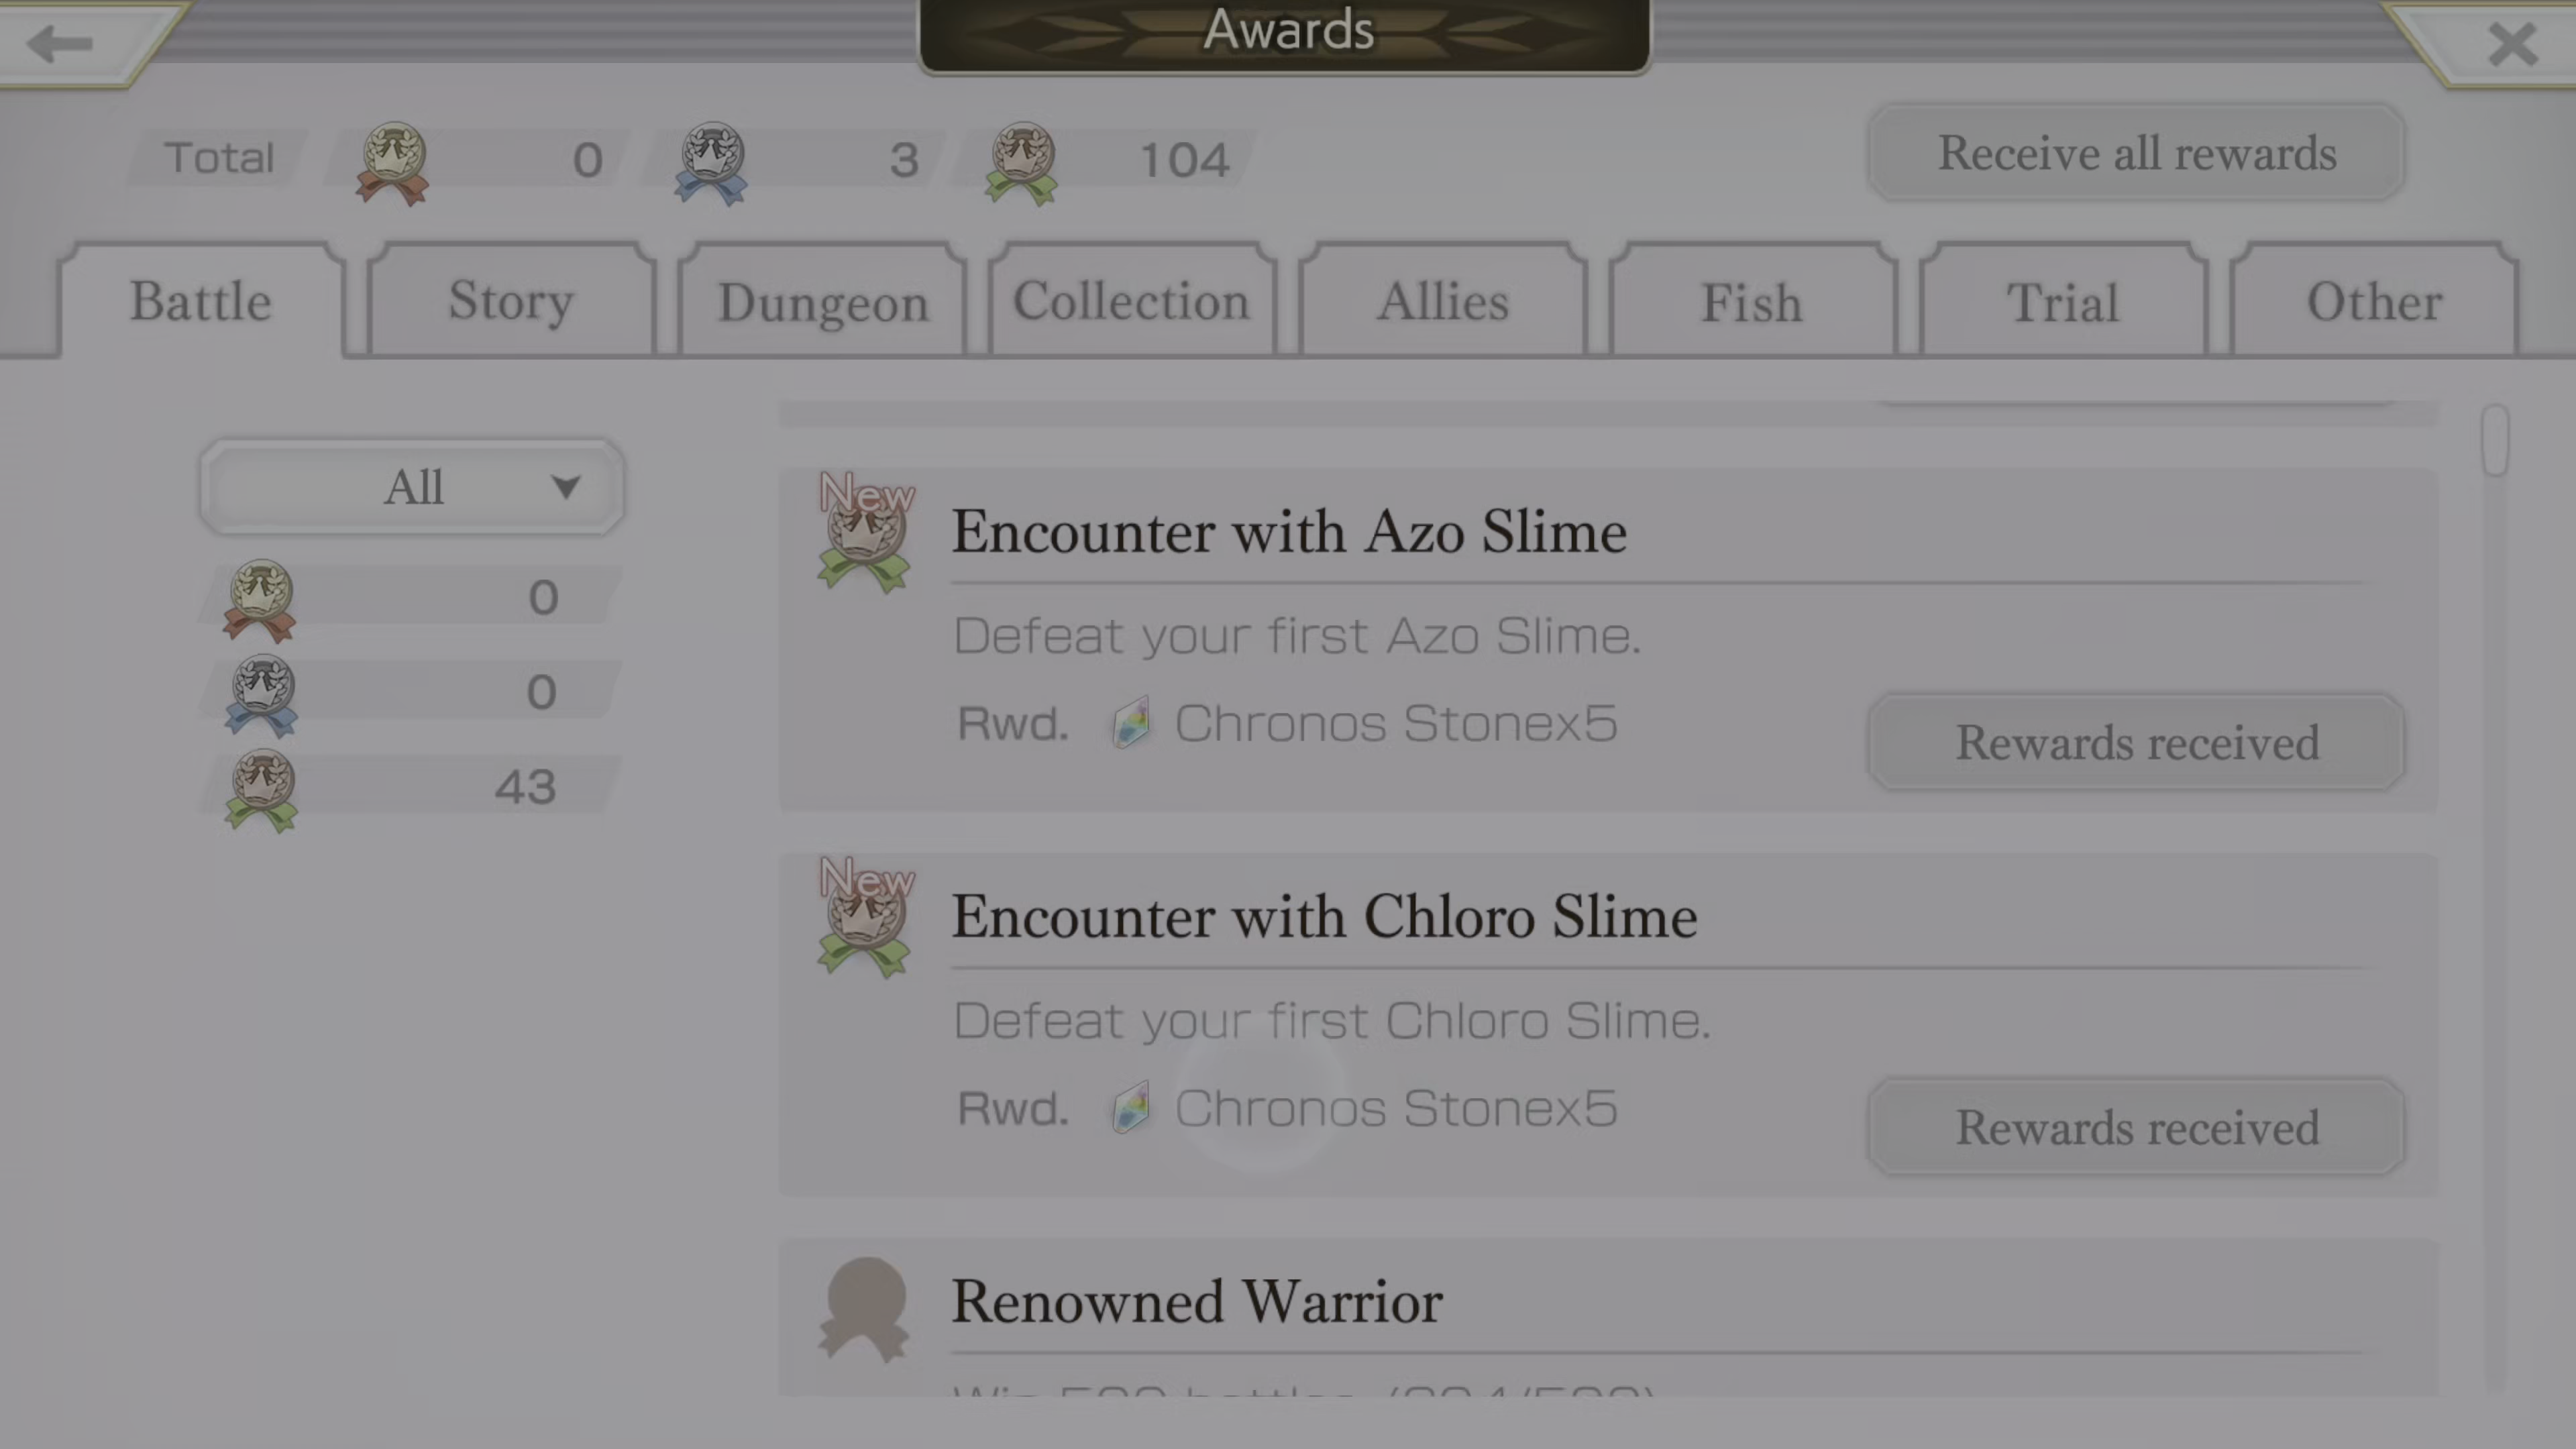 Awards
Total 0 3 104
Receive all rewards
Battle Story Dungeon Collection Allies Fish Trial Other
All
0
0
43
New
Encounter with Azo Slime
Defeat your first Azo Slime.
Rwd. Chronos Stonex5
Rewards received
New
Encounter with Chloro Slime
Defeat your first Chloro Slime.
Rwd. Chronos Stonex5
Rewards received
Renowned Warrior